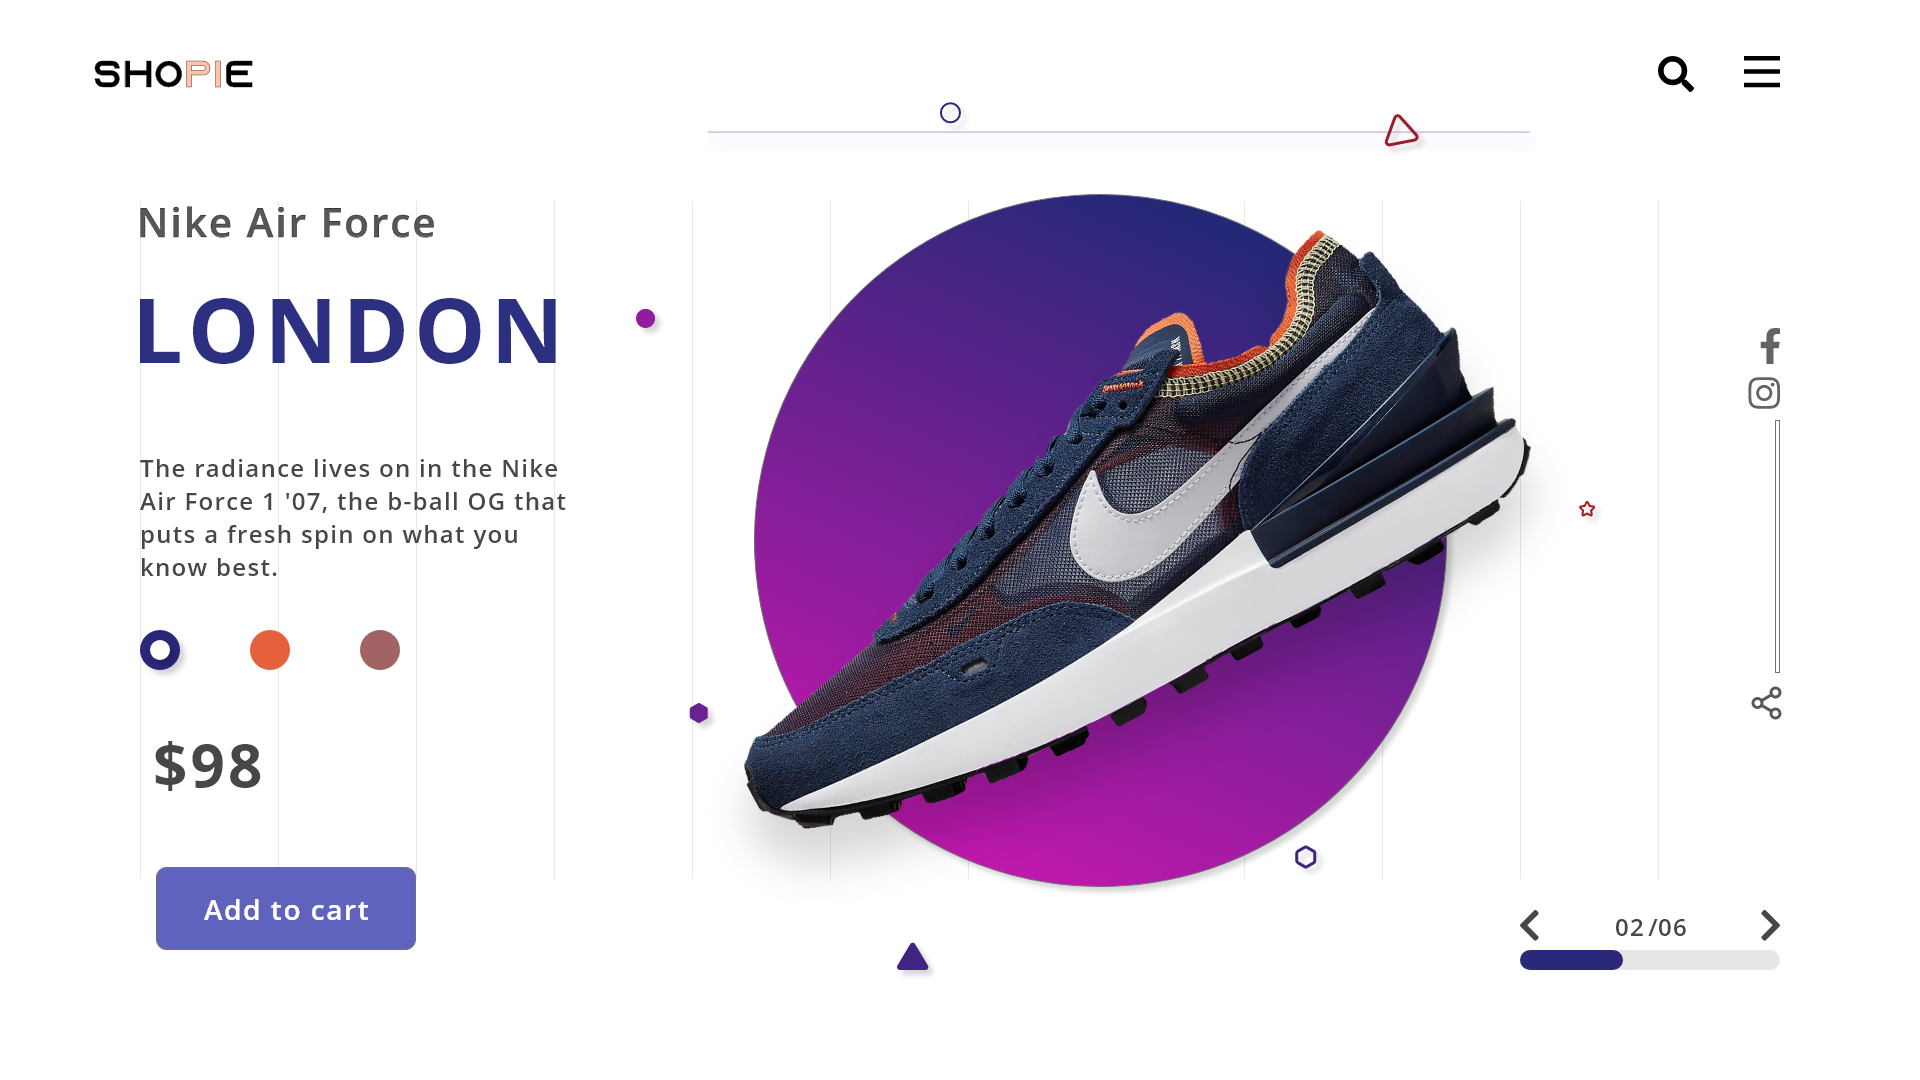 SHOPIE
Nike Air Force
LONDON
The radiance lives on in the Nike
Air Force 1 '07, the b-ball OG that
puts a fresh spin on what you
know best.
$98
Add to cart
02/06